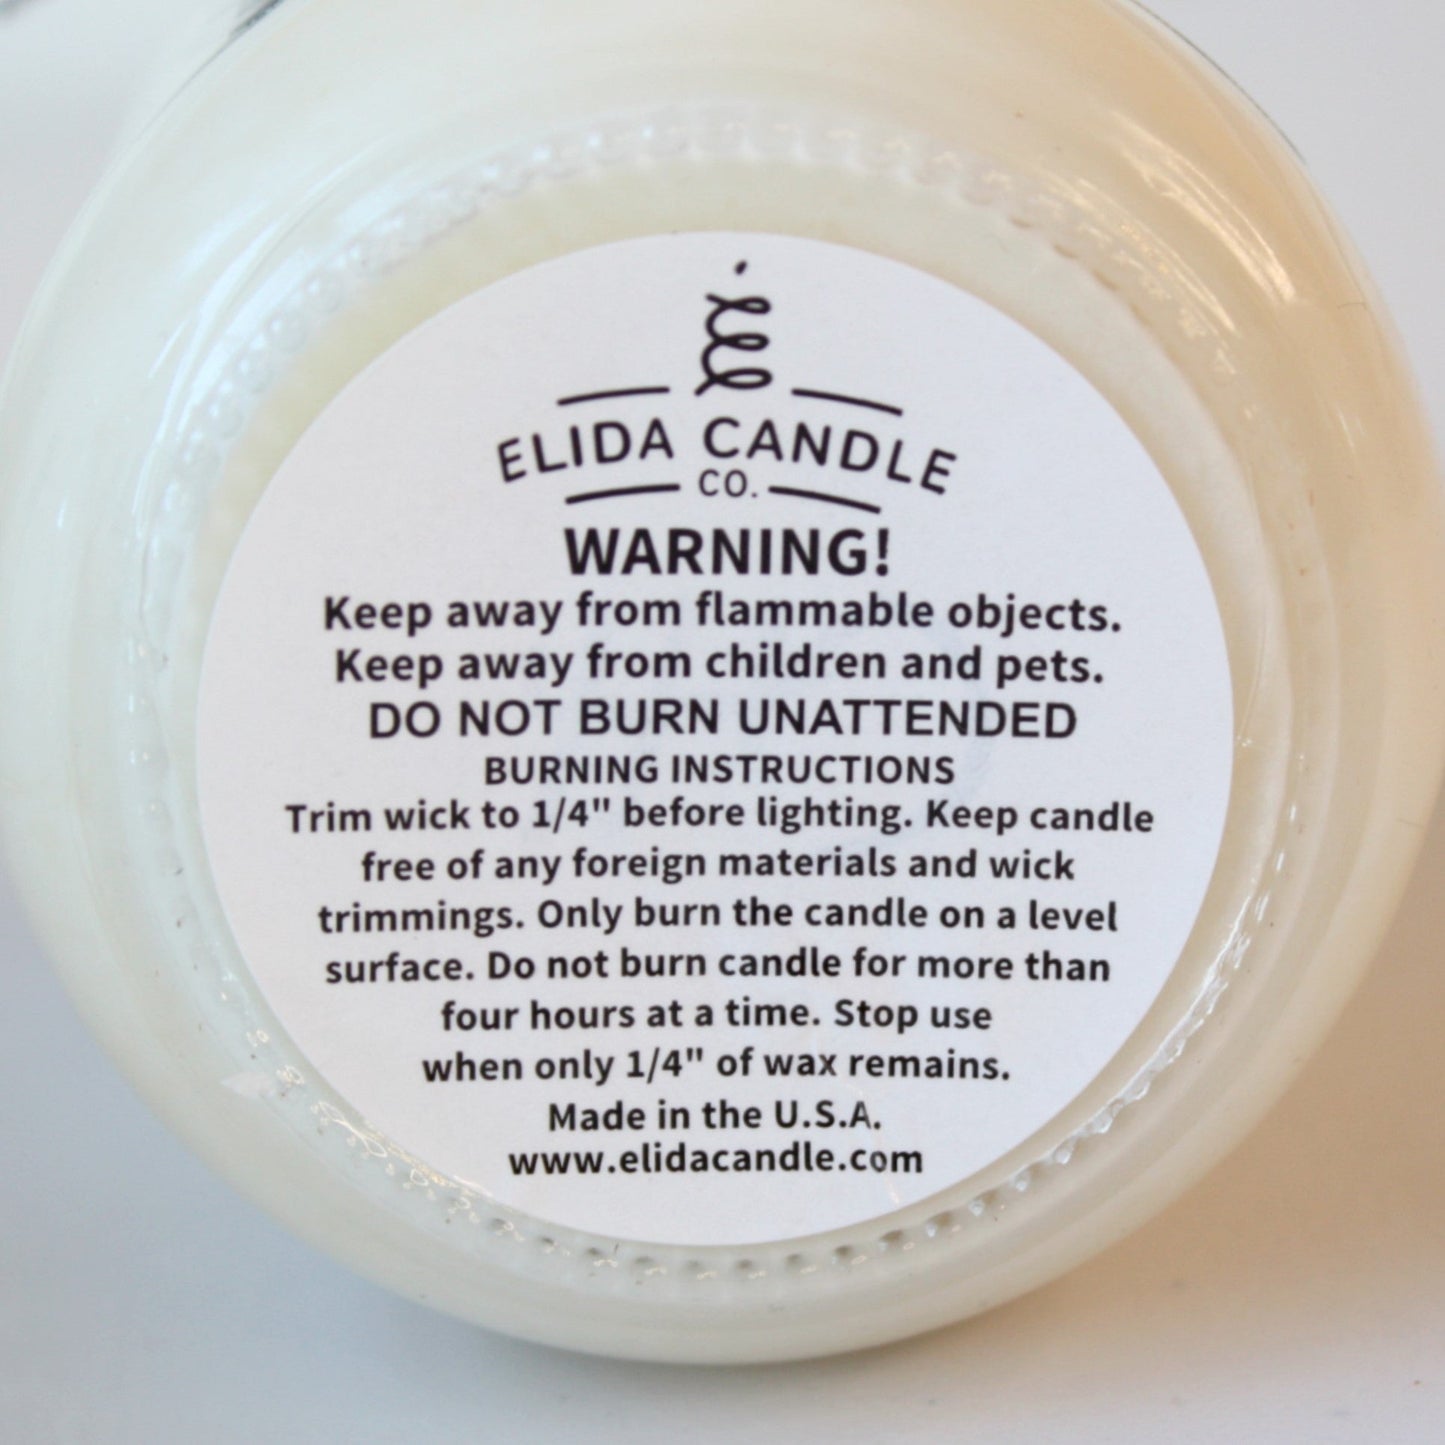 ELIDA CANDLE
CO.
WARNING!
Keep away from flammable objects.
Keep away from children and pets.
DO NOT BURN UNATTENDED
BURNING INSTRUCTIONS
Trim wick to 1/4" before lighting. Keep candle
free of any foreign materials and wick
trimmings. Only burn the candle on a level
surface. Do not burn candle for more than
four hours at a time. Stop use
when only 1/4" of wax remains.
Made in the U.S.A.
www.elidacandle.com